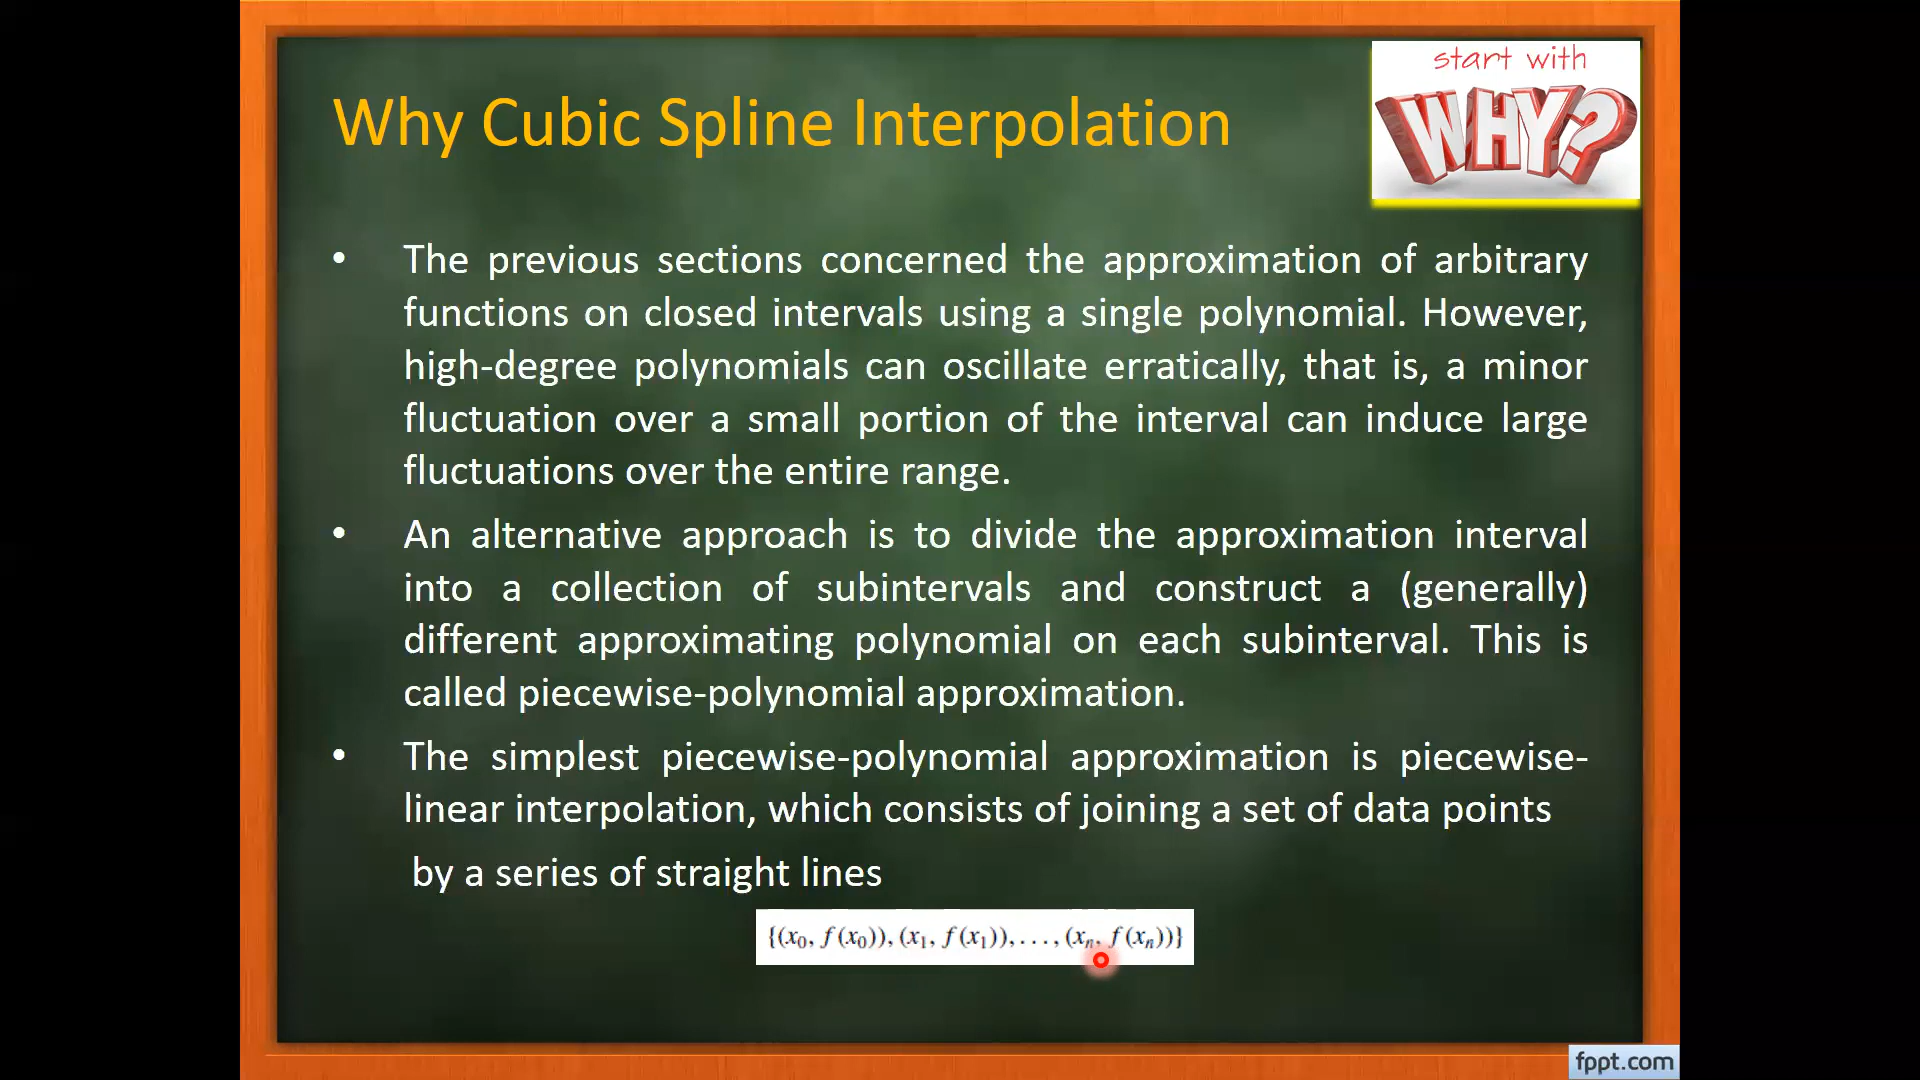 start with
WHY?
Why Cubic Spline Interpolation
• The previous sections concerned the approximation of arbitrary
functions on closed intervals using a single polynomial. However,
high-degree polynomials can oscillate erratically, that is, a minor
fluctuation over a small portion of the interval can induce large
fluctuations over the entire range.
• An alternative approach is to divide the approximation interval
into a collection of subintervals and construct a (generally)
different approximating polynomial on each subinterval. This is
called piecewise-polynomial approximation.
• The simplest piecewise-polynomial approximation is piecewise-
linear interpolation, which consists of joining a set of data points
by a series of straight lines
{(x₀, f(x₀)), (x₁, f(x₁)), . . . , (xₙ, f(xₙ))}
fppt.com